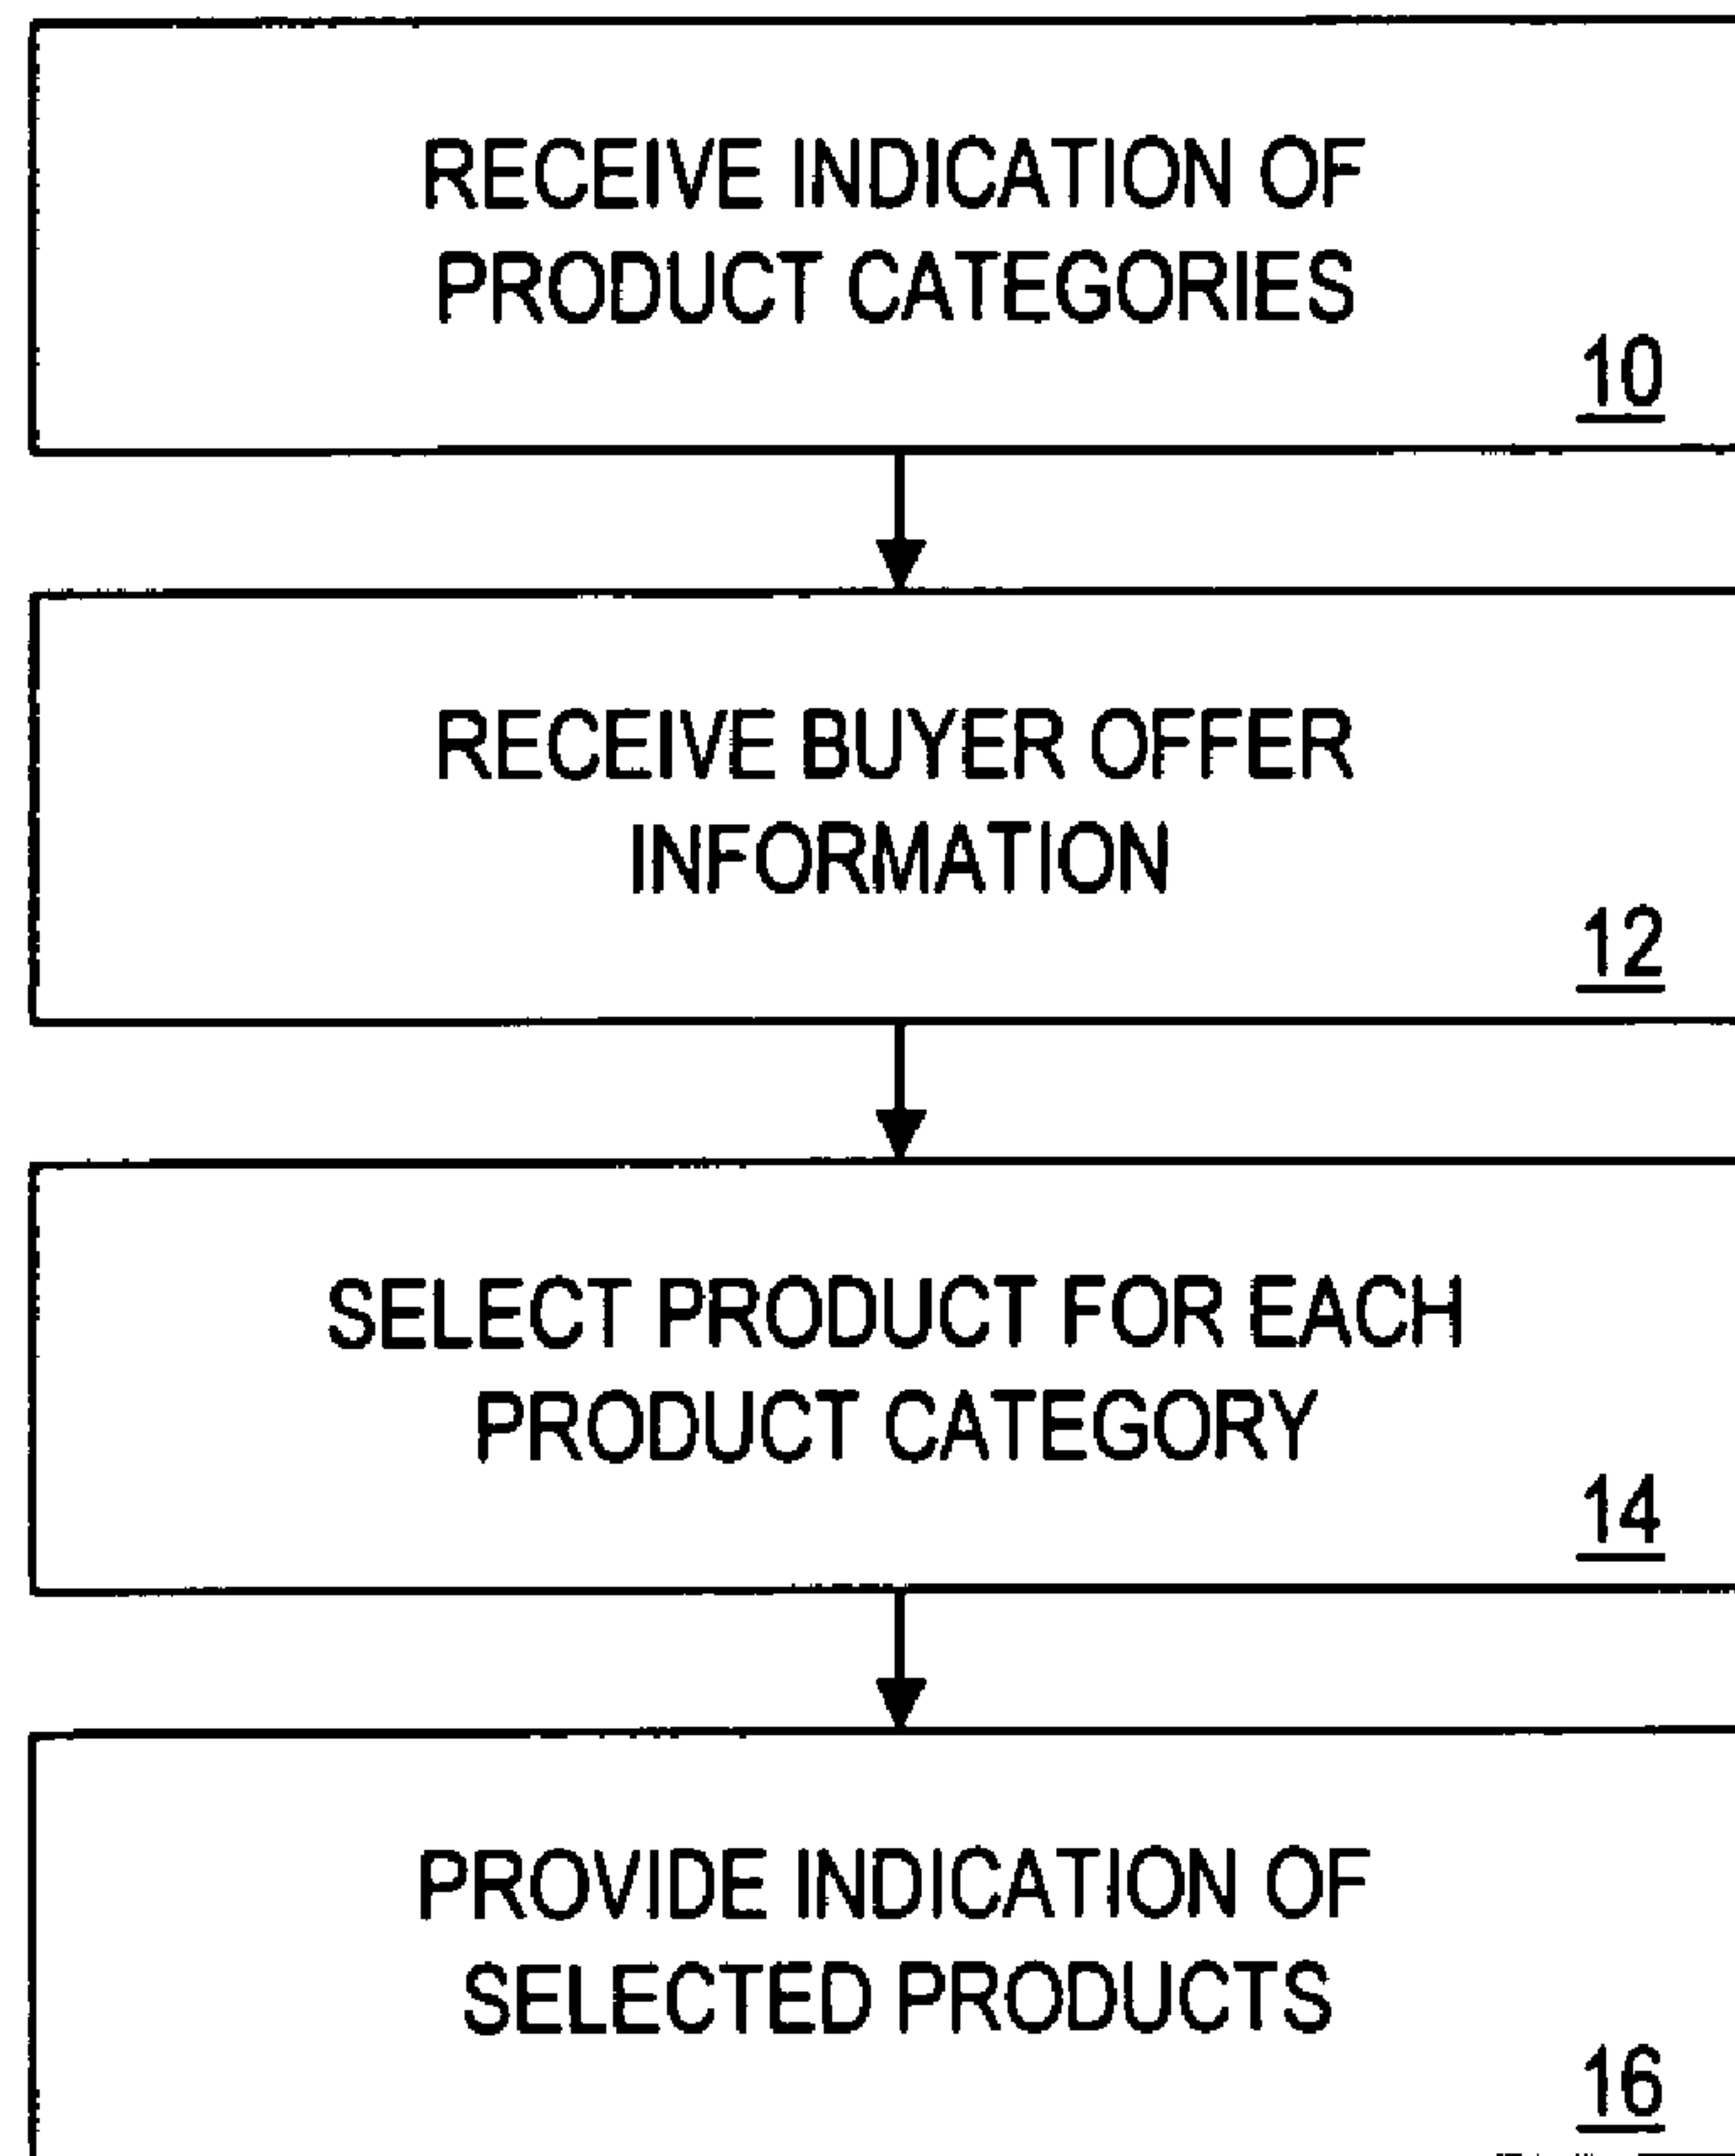 RECEIVE INDICATION OF
PRODUCT CATEGORIES
10
RECEIVE BUYER OFFER
INFORMATION
12
SELECT PRODUCT FOR EACH
PRODUCT CATEGORY
14
PROVIDE INDICATION OF
SELECTED PRODUCTS
16